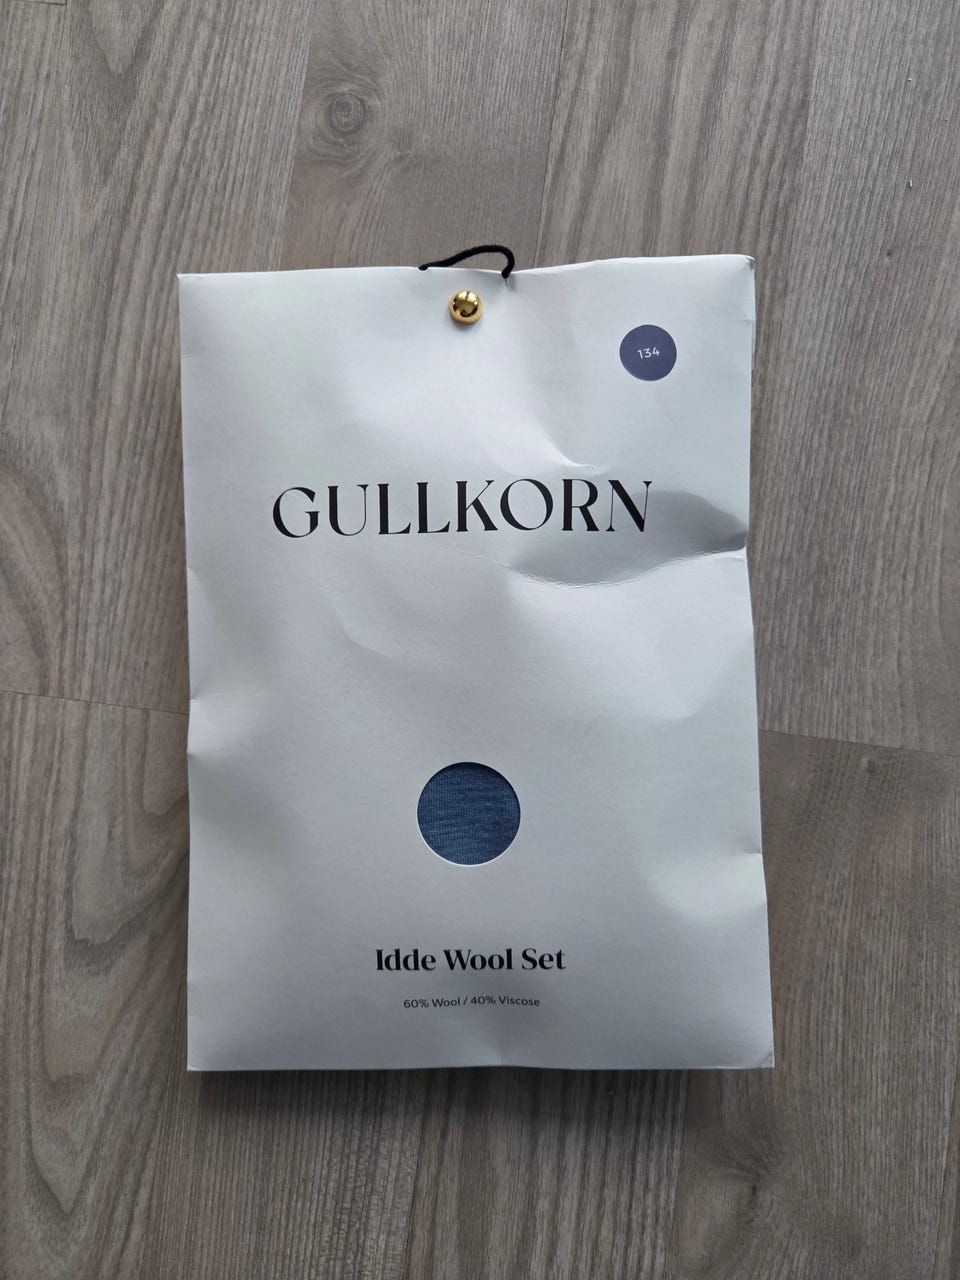 134
GULLKORN
Idde Wool Set
60% Wool / 40% Viscose